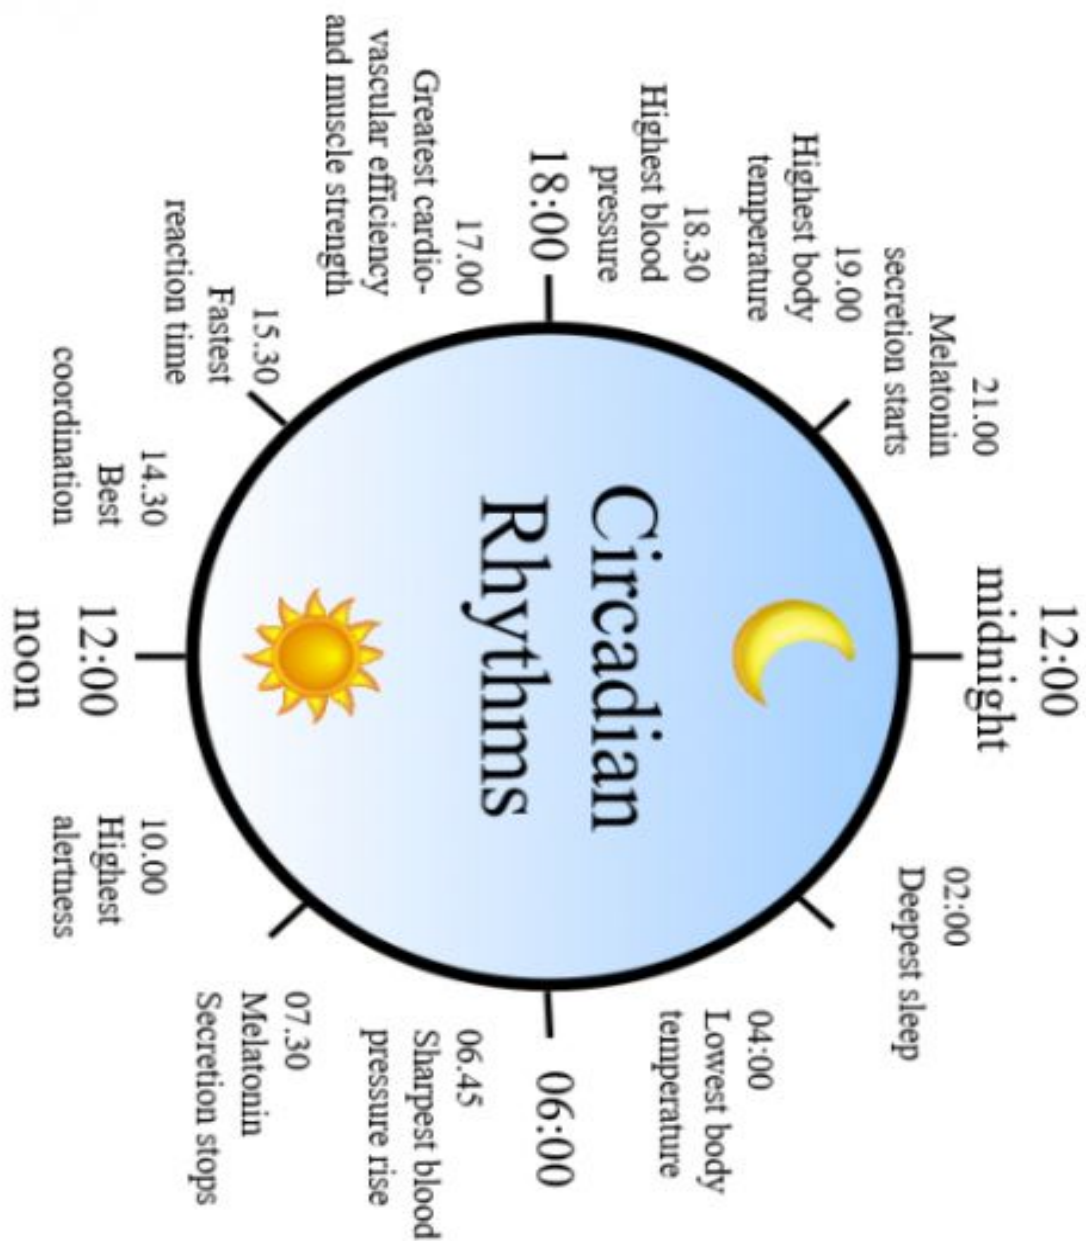 12:00
midnight
02:00
Deepest sleep
04:00
Lowest body
temperature
06:00
06.45
Sharpest blood
pressure rise
07.30
Melatonin
Secretion stops
10.00
Highest
alertness
12:00
noon
14.30
Best
coordination
15.30
Fastest
reaction time
17.00
Greatest cardio-
vascular efficiency
and muscle strength
18:00
18.30
Highest blood
pressure
19.00
Highest body
temperature
21.00
Melatonin
secretion starts
Circadian
Rhythms